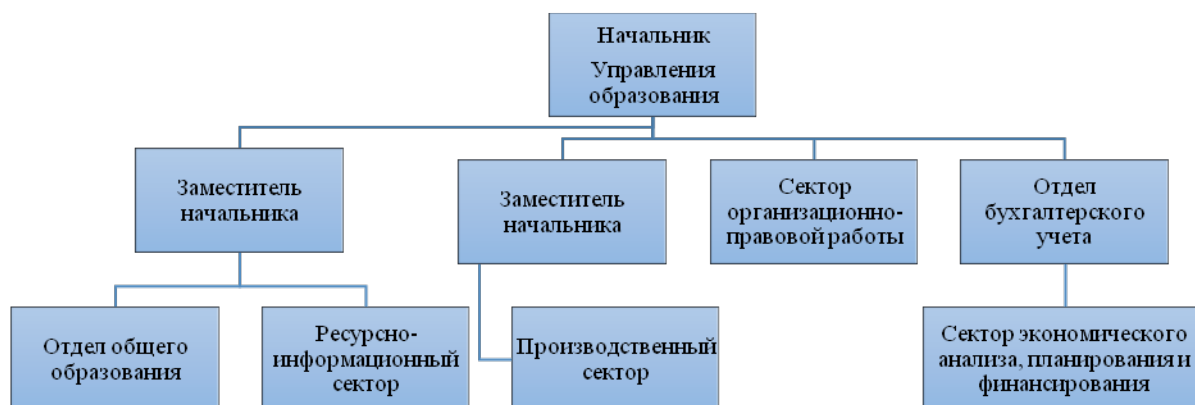 Начальник
Управления
образования
Заместитель
начальника
Заместитель
начальника
Сектор
организационно-
правовой работы
Отдел
бухгалтерского
учета
Отдел общего
образования
Ресурсно-
информационный
сектор
Производственный
сектор
Сектор экономического
анализа, планирования и
финансирования